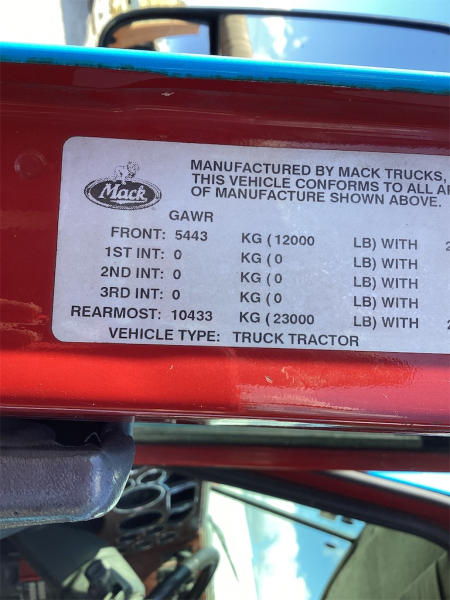 MANUFACTURED BY MACK TRUCKS,
THIS VEHICLE CONFORMS TO ALL
OF MANUFACTURE SHOWN ABOVE.
Mack
GAWR
FRONT: 5443 KG ( 12000 LB) WITH
1ST INT: 0 KG ( 0 LB) WITH
2ND INT: 0 KG ( 0 LB) WITH
3RD INT: 0 KG ( 0 LB) WITH
REARMOST: 10433 KG ( 23000 LB) WITH
VEHICLE TYPE: TRUCK TRACTOR